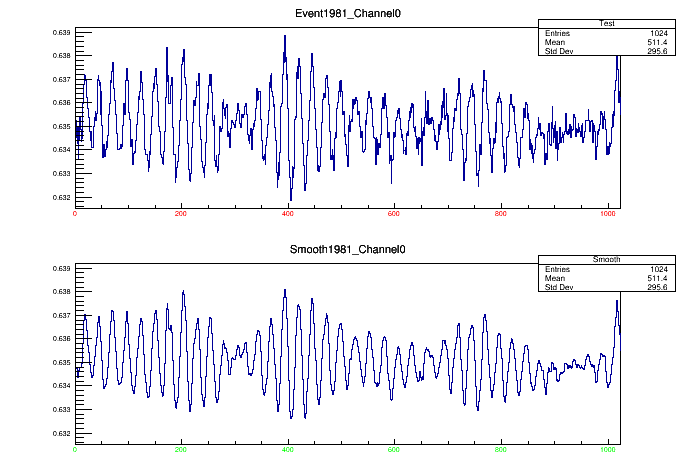 Event1981_Channel0
Test
Entries 1024
Mean 511.4
Std Dev 295.6
0.639
0.638
0.637
0.636
0.635
0.634
0.633
0.632
0 200 400 600 800 1000
Smooth1981_Channel0
Smooth
Entries 1024
Mean 511.4
Std Dev 295.6
0.639
0.638
0.637
0.636
0.635
0.634
0.633
0.632
0 200 400 600 800 1000